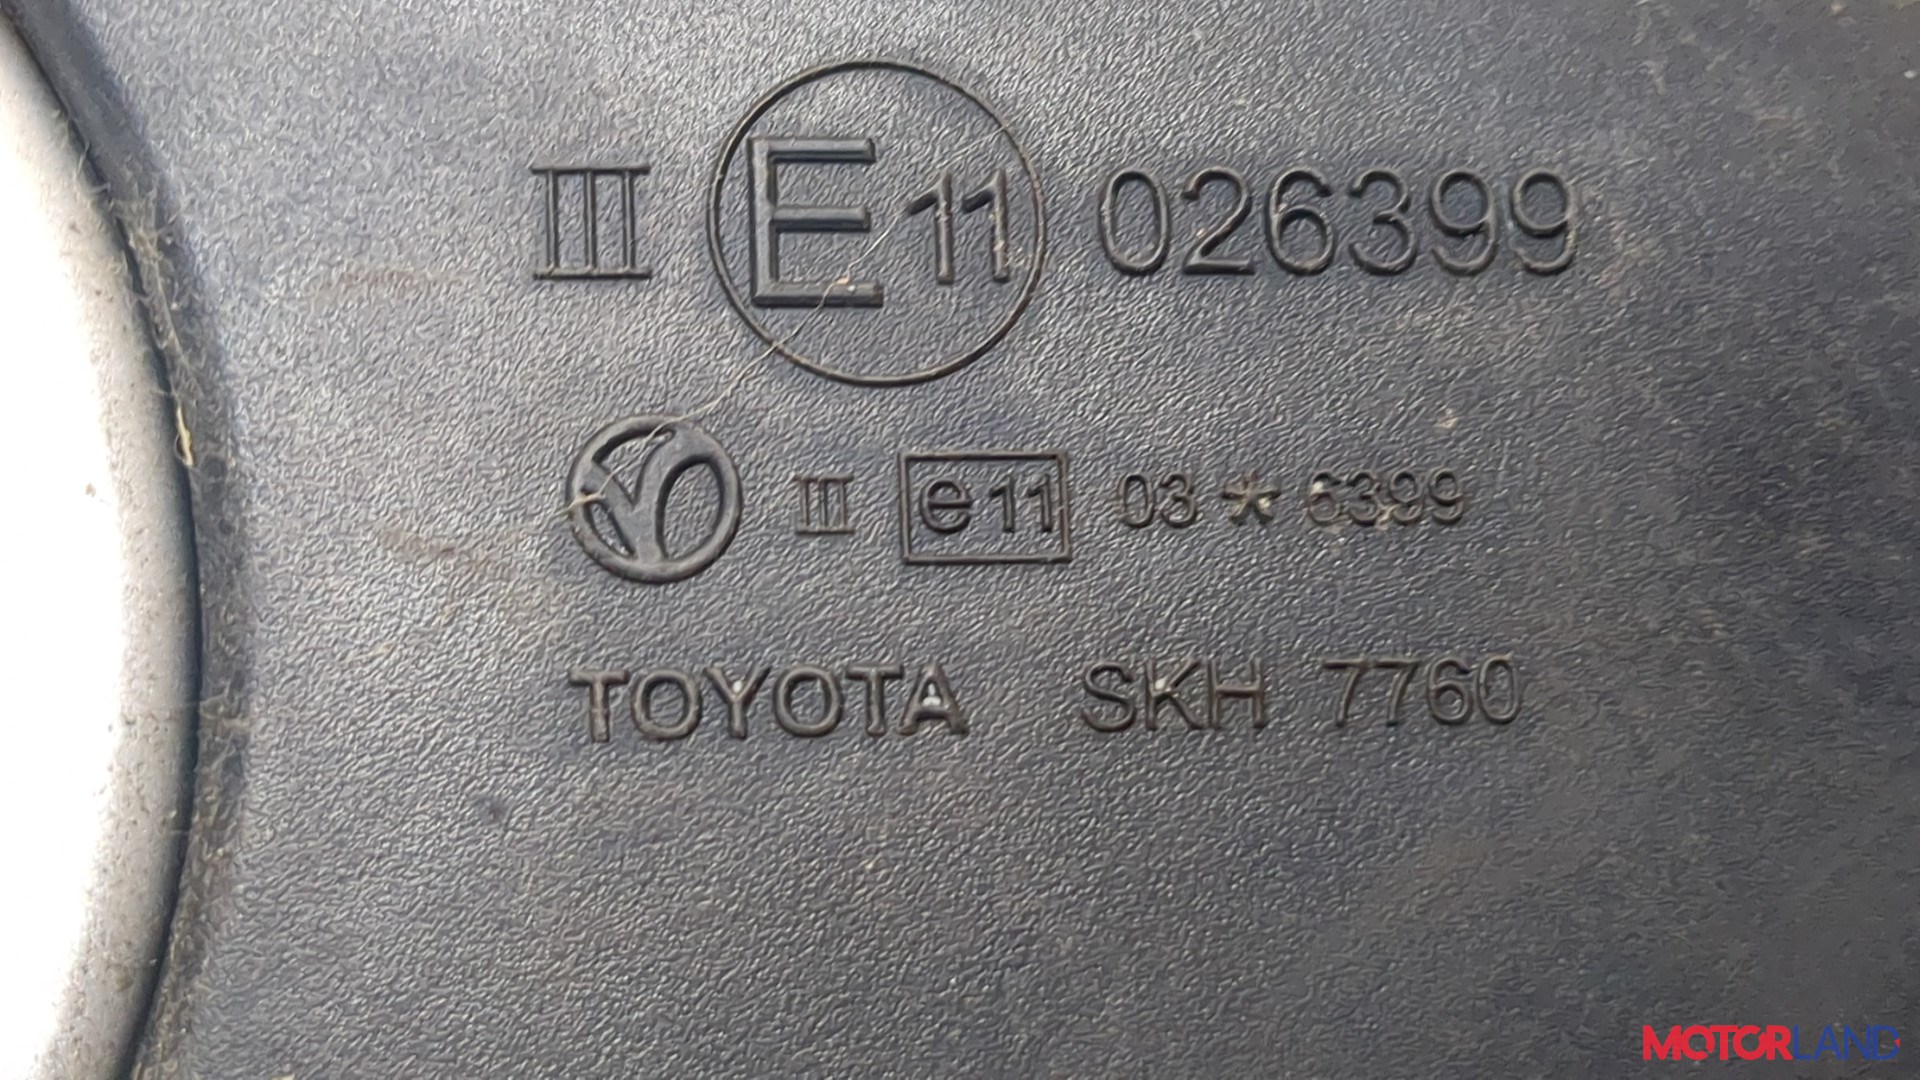 III E11 026399
III e11 03 * 6399
TOYOTA SKH 7760
MOTORLAND